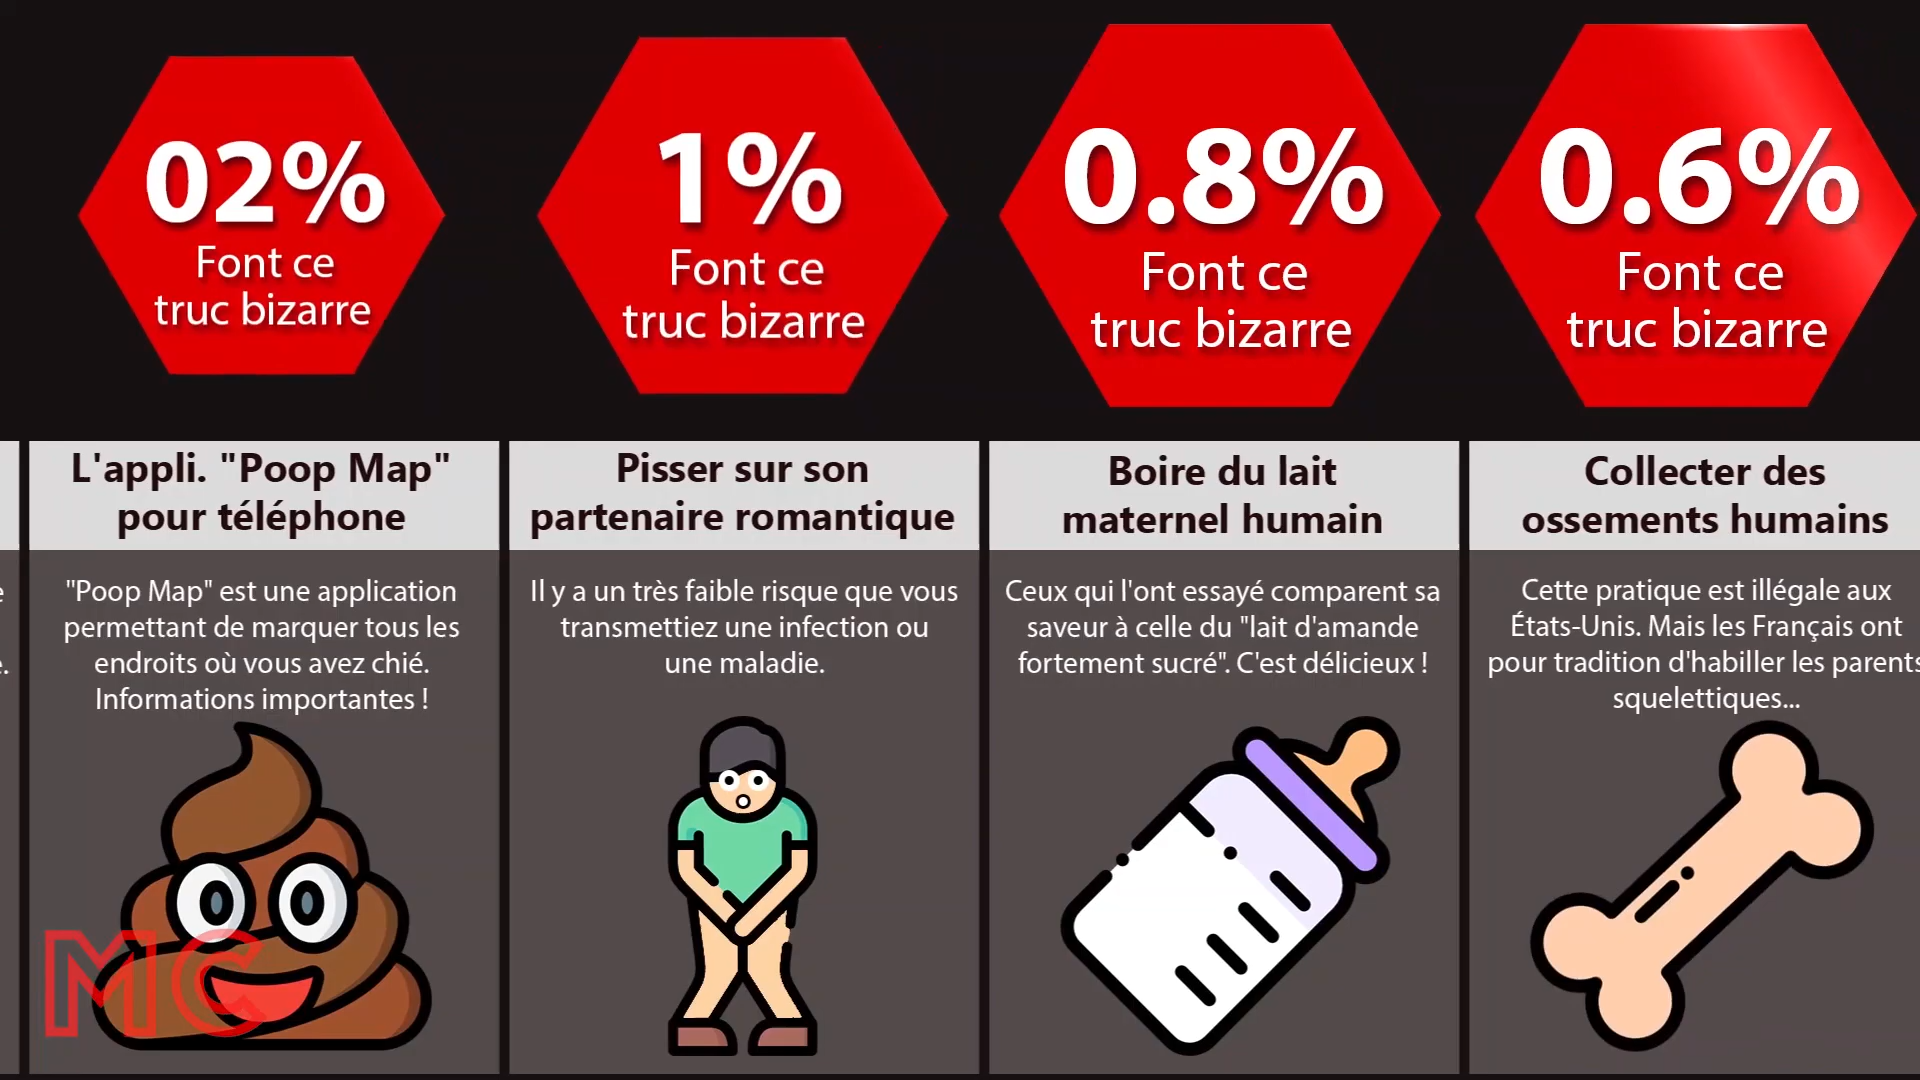 02%
Font ce
truc bizarre
L'appli. "Poop Map"
pour téléphone
"Poop Map" est une application
permettant de marquer tous les
endroits où vous avez chié.
Informations importantes !
1%
Font ce
truc bizarre
Pisser sur son
partenaire romantique
Il y a un très faible risque que vous
transmettiez une infection ou
une maladie.
0.8%
Font ce
truc bizarre
Boire du lait
maternel humain
Ceux qui l'ont essayé comparent sa
saveur à celle du "lait d'amande
fortement sucré". C'est délicieux !
0.6%
Font ce
truc bizarre
Collecter des
ossements humains
Cette pratique est illégale aux
États-Unis. Mais les Français ont
pour tradition d'habiller les parents
squelettiques...
MC